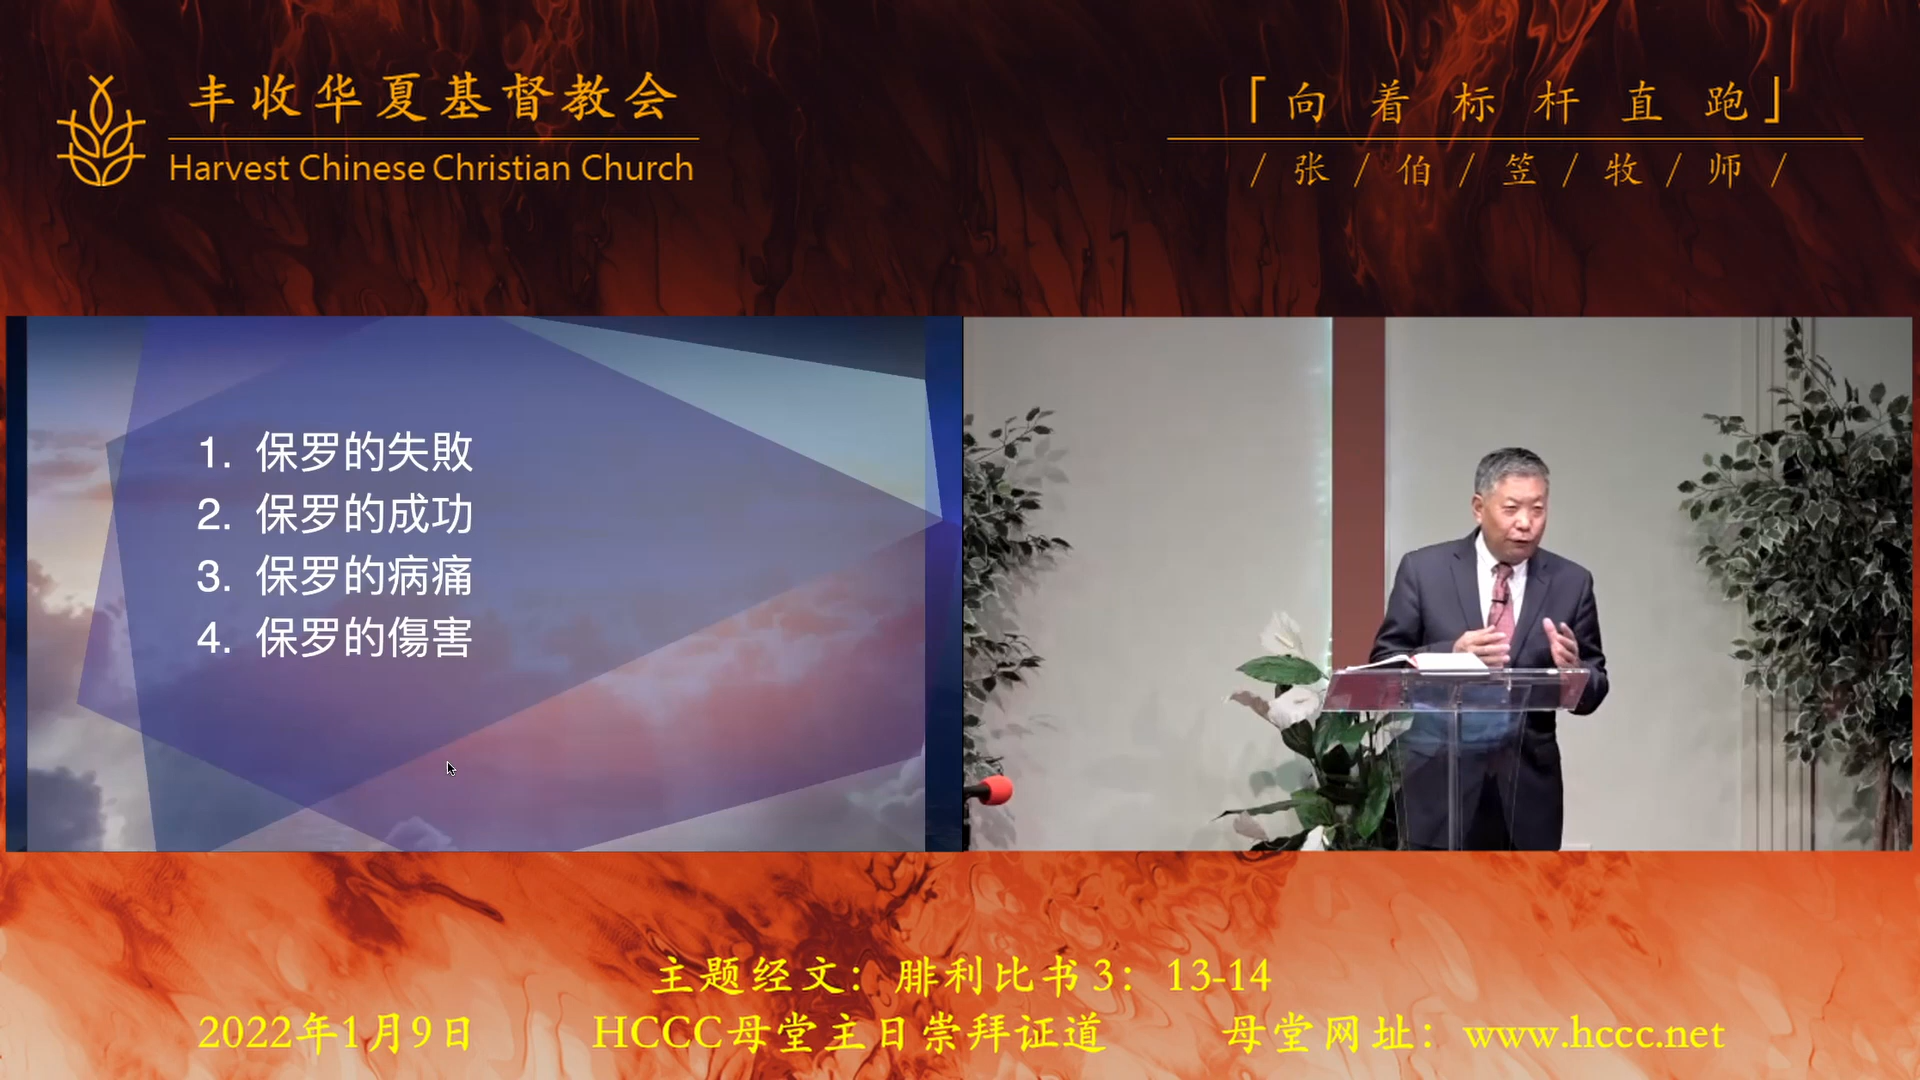 丰收华夏基督教会
Harvest Chinese Christian Church
「向着标杆直跑」
/ 张 / 伯 / 笠 / 牧 / 师 /
1. 保罗的失敗
2. 保罗的成功
3. 保罗的病痛
4. 保罗的傷害
主题经文：腓利比书3：13-14
2022年1月9日 HCCC母堂主日崇拜证道 母堂网址：www.hccc.net